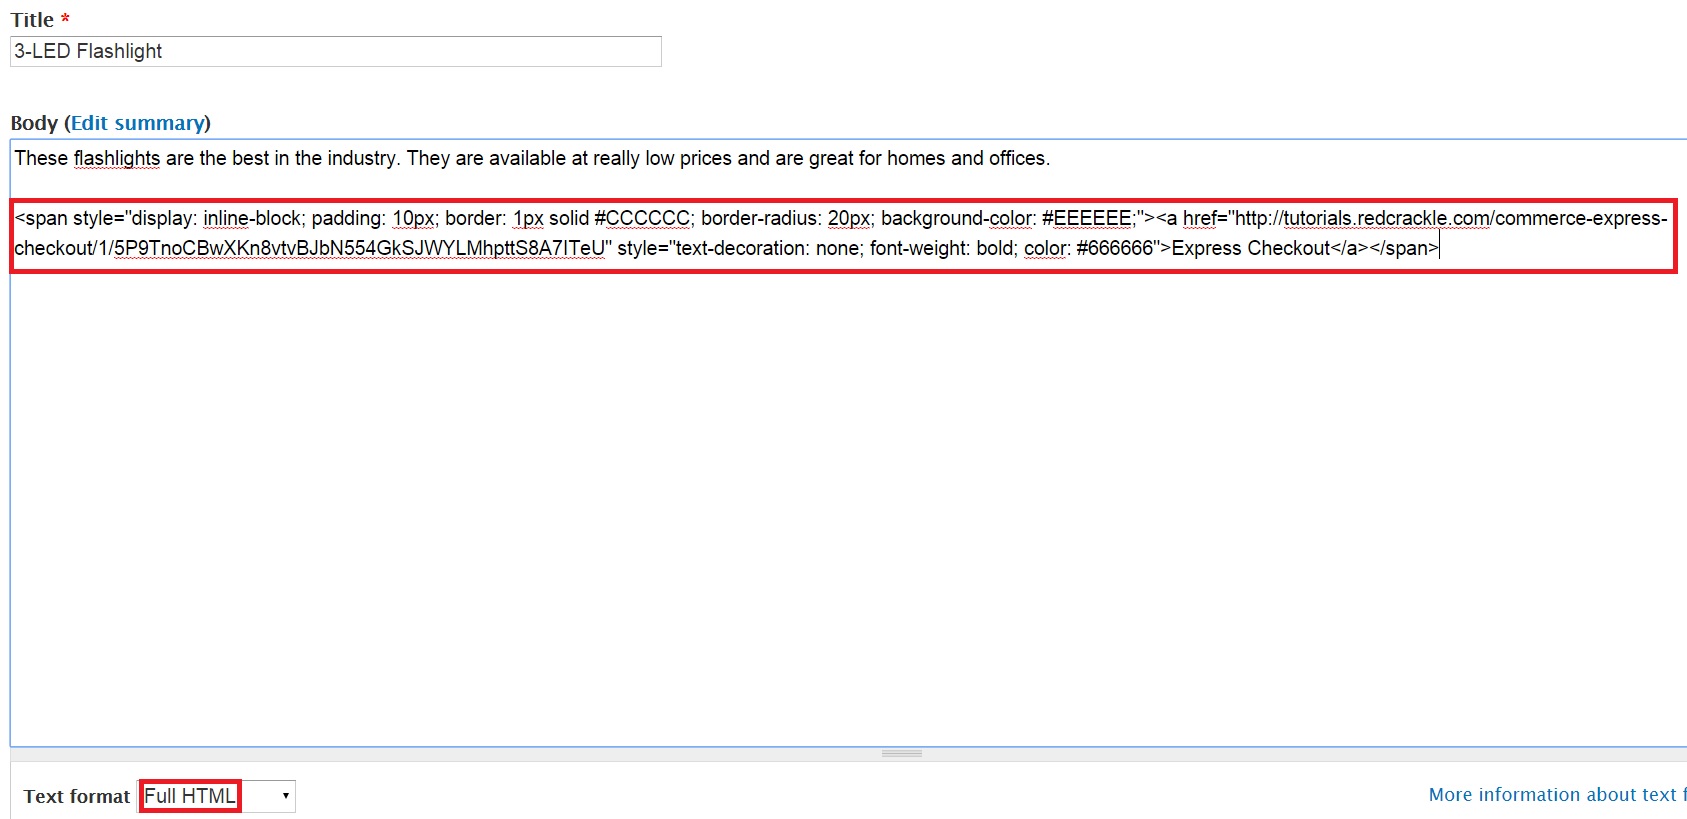 Title *
3-LED Flashlight
Body (Edit summary)
These flashlights are the best in the industry. They are available at really low prices and are great for homes and offices.
<span style="display: inline-block; padding: 10px; border: 1px solid #CCCCCC; border-radius: 20px; background-color: #EEEEEE;"><a href="http://tutorials.redcrackle.com/commerce-express-
checkout/1/5P9TnoCBwXKn8vtvBJbN554GkSJWYLMhpttS8A7ITeU" style="text-decoration: none; font-weight: bold; color: #666666">Express Checkout</a></span>
Text format Full HTML
More information about text f